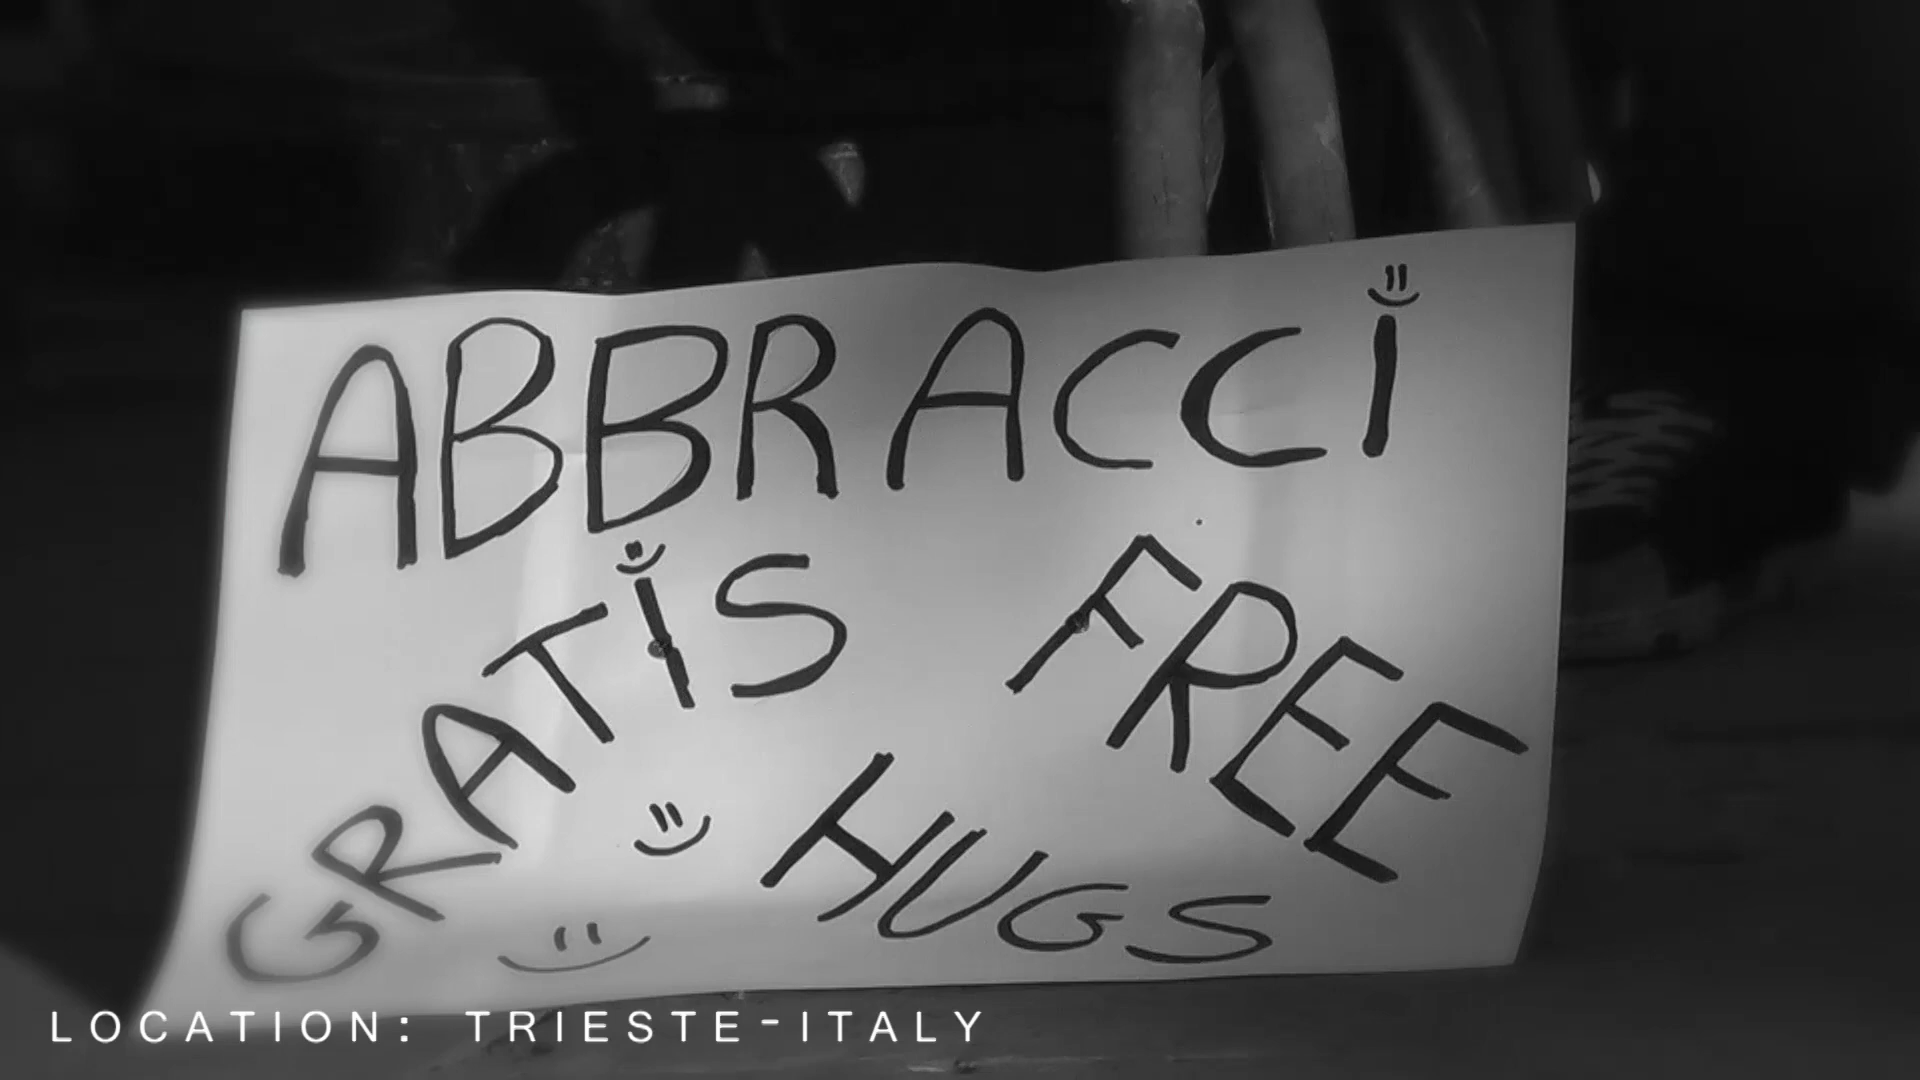 ABBRACCi
GRATiS
FREE
HUGS
LOCATION: TRIESTE-ITALY